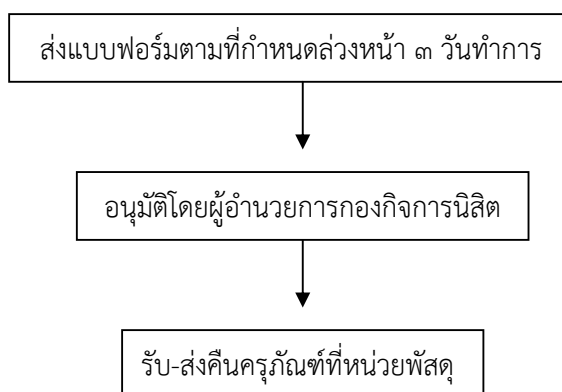 ส่งแบบฟอร์มตามที่กำหนดล่วงหน้า ๓ วันทำการ
อนุมัติโดยผู้อำนวยการกองกิจการนิสิต
รับ-ส่งคืนครุภัณฑ์ที่หน่วยพัสดุ